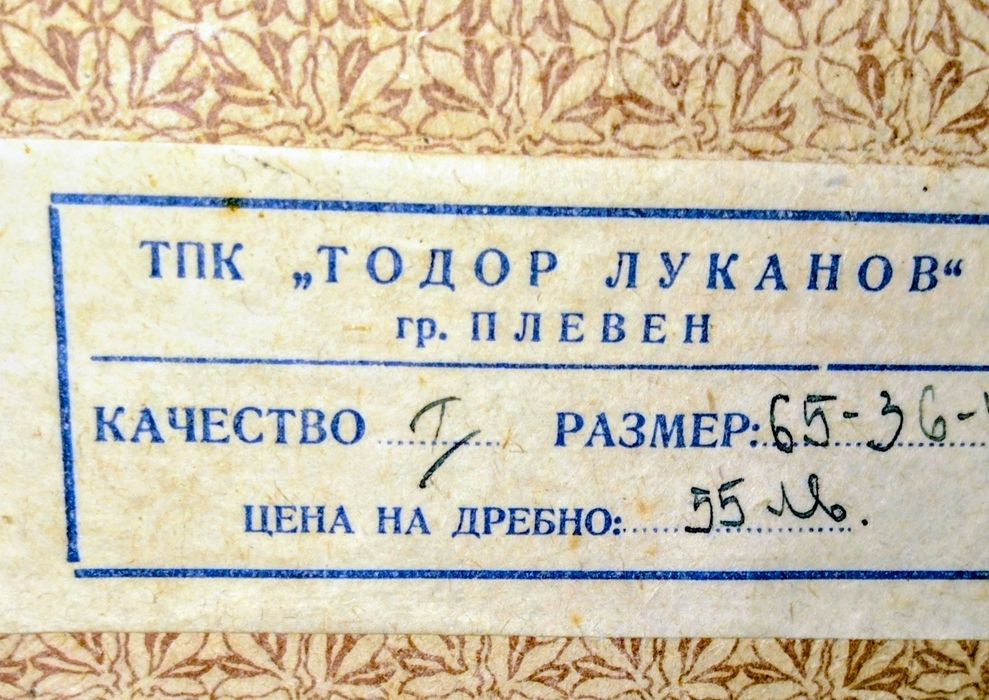 ТПК „ТОДОР ЛУКАНОВ“
гр. ПЛЕВЕН
КАЧЕСТВО I РАЗМЕР: 65-36-
ЦЕНА НА ДРЕБНО: 55 лв.